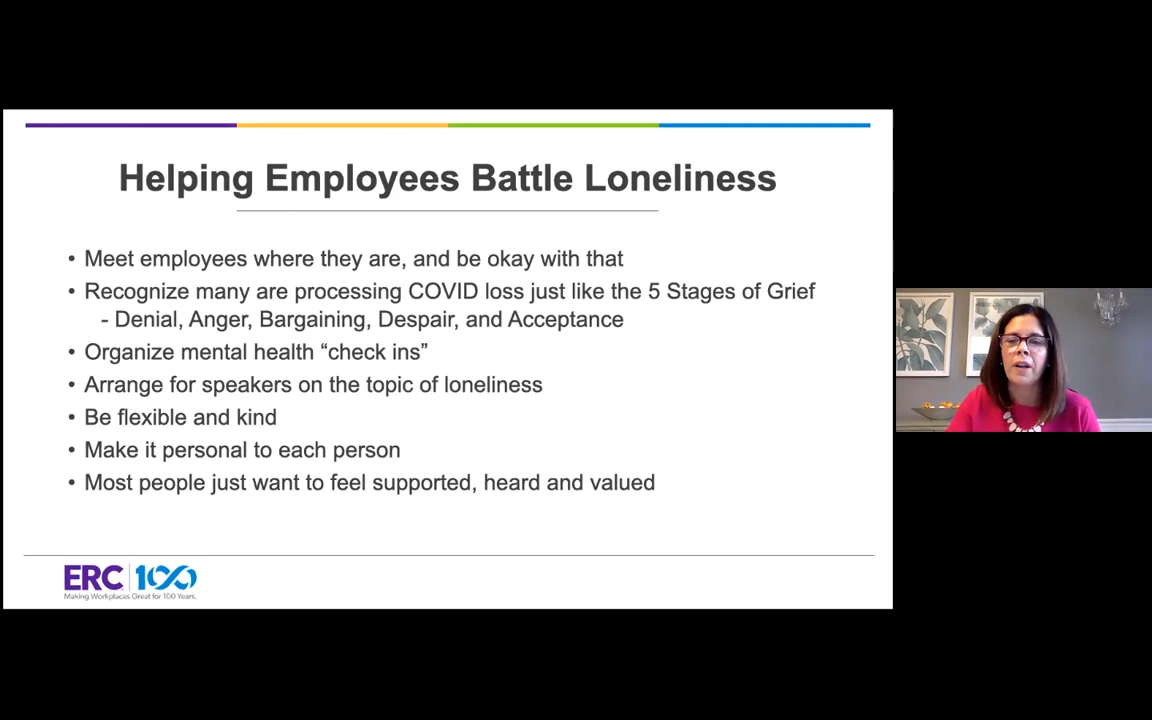 Helping Employees Battle Loneliness
• Meet employees where they are, and be okay with that
• Recognize many are processing COVID loss just like the 5 Stages of Grief
- Denial, Anger, Bargaining, Despair, and Acceptance
• Organize mental health “check ins”
• Arrange for speakers on the topic of loneliness
• Be flexible and kind
• Make it personal to each person
• Most people just want to feel supported, heard and valued
ERC 100
Making Workplaces Great for 100 Years.